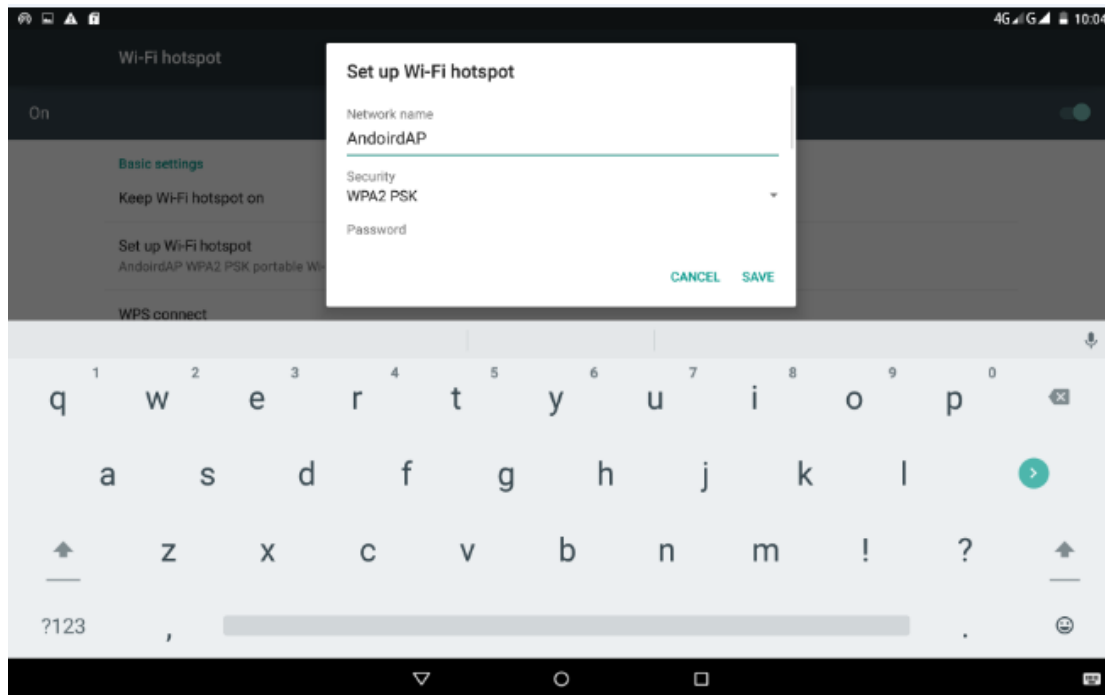 4G G 10:04
Wi-Fi hotspot
On
Basic settings
Keep Wi-Fi hotspot on
Set up Wi-Fi hotspot
AndoirdAP WPA2 PSK portable Wi-
WPS connect
Set up Wi-Fi hotspot
Network name
AndoirdAP
Security
WPA2 PSK
Password
CANCEL SAVE
1 2 3 4 5 6 7 8 9 0
q w e r t y u i o p
a s d f g h j k l
z x c v b n m ! ?
?123 , .